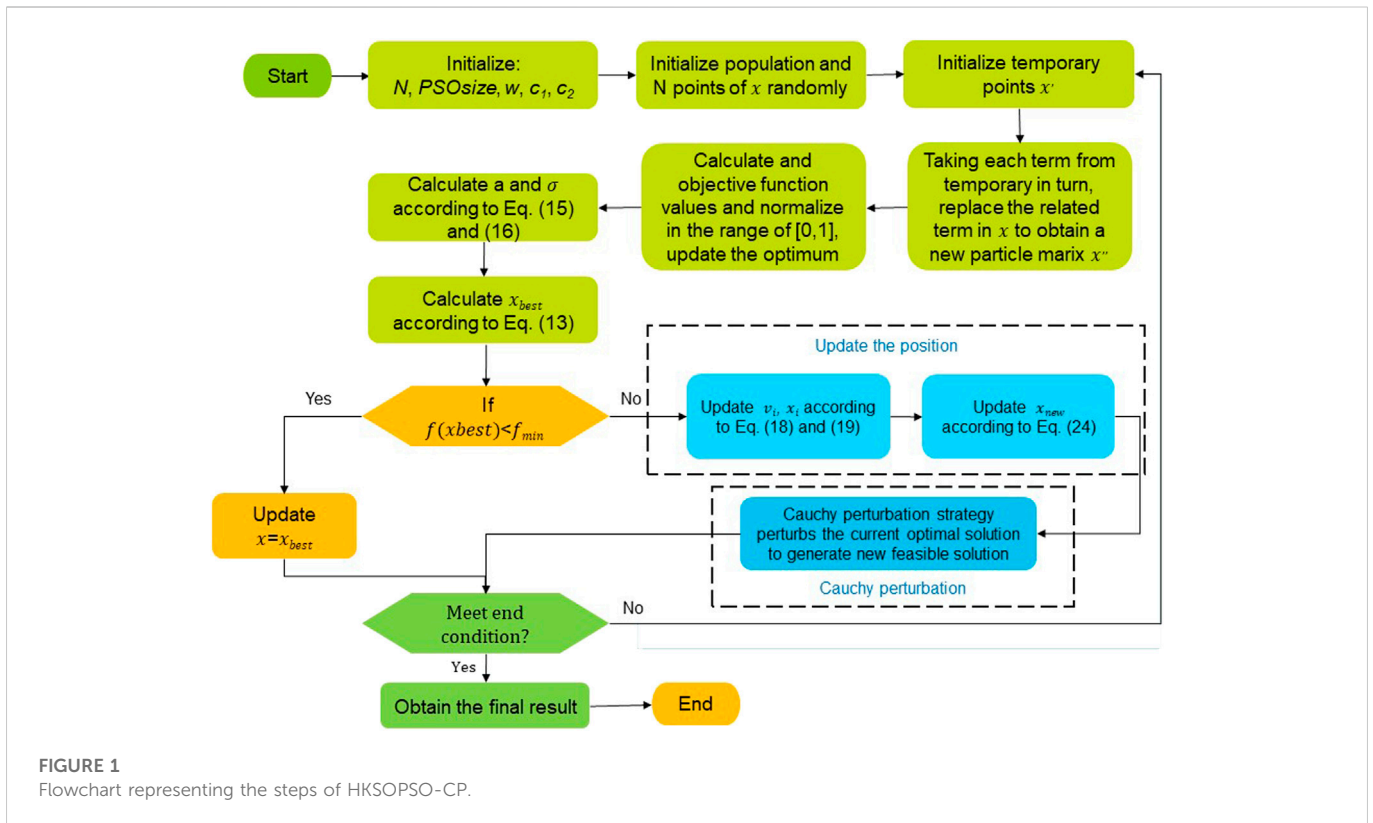 Start
Initialize:
N, PSOsize, w, c₁, c₂
Initialize population and
N points of x randomly
Initialize temporary
points x'
Taking each term from
temporary in turn,
replace the related
term in x to obtain a
new particle marix x''
Calculate and
objective function
values and normalize
in the range of [0,1],
update the optimum
Calculate a and σ
according to Eq. (15)
and (16)
Calculate x_best
according to Eq. (13)
If
f(xbest)<f_min
Yes
No
Update the position
Update v_i, x_i according
to Eq. (18) and (19)
Update x_new
according to Eq. (24)
Update
x=x_best
Cauchy perturbation strategy
perturbs the current optimal solution
to generate new feasible solution
Cauchy perturbation
Meet end
condition?
No
Yes
Obtain the final result
End
FIGURE 1
Flowchart representing the steps of HKSOPSO-CP.